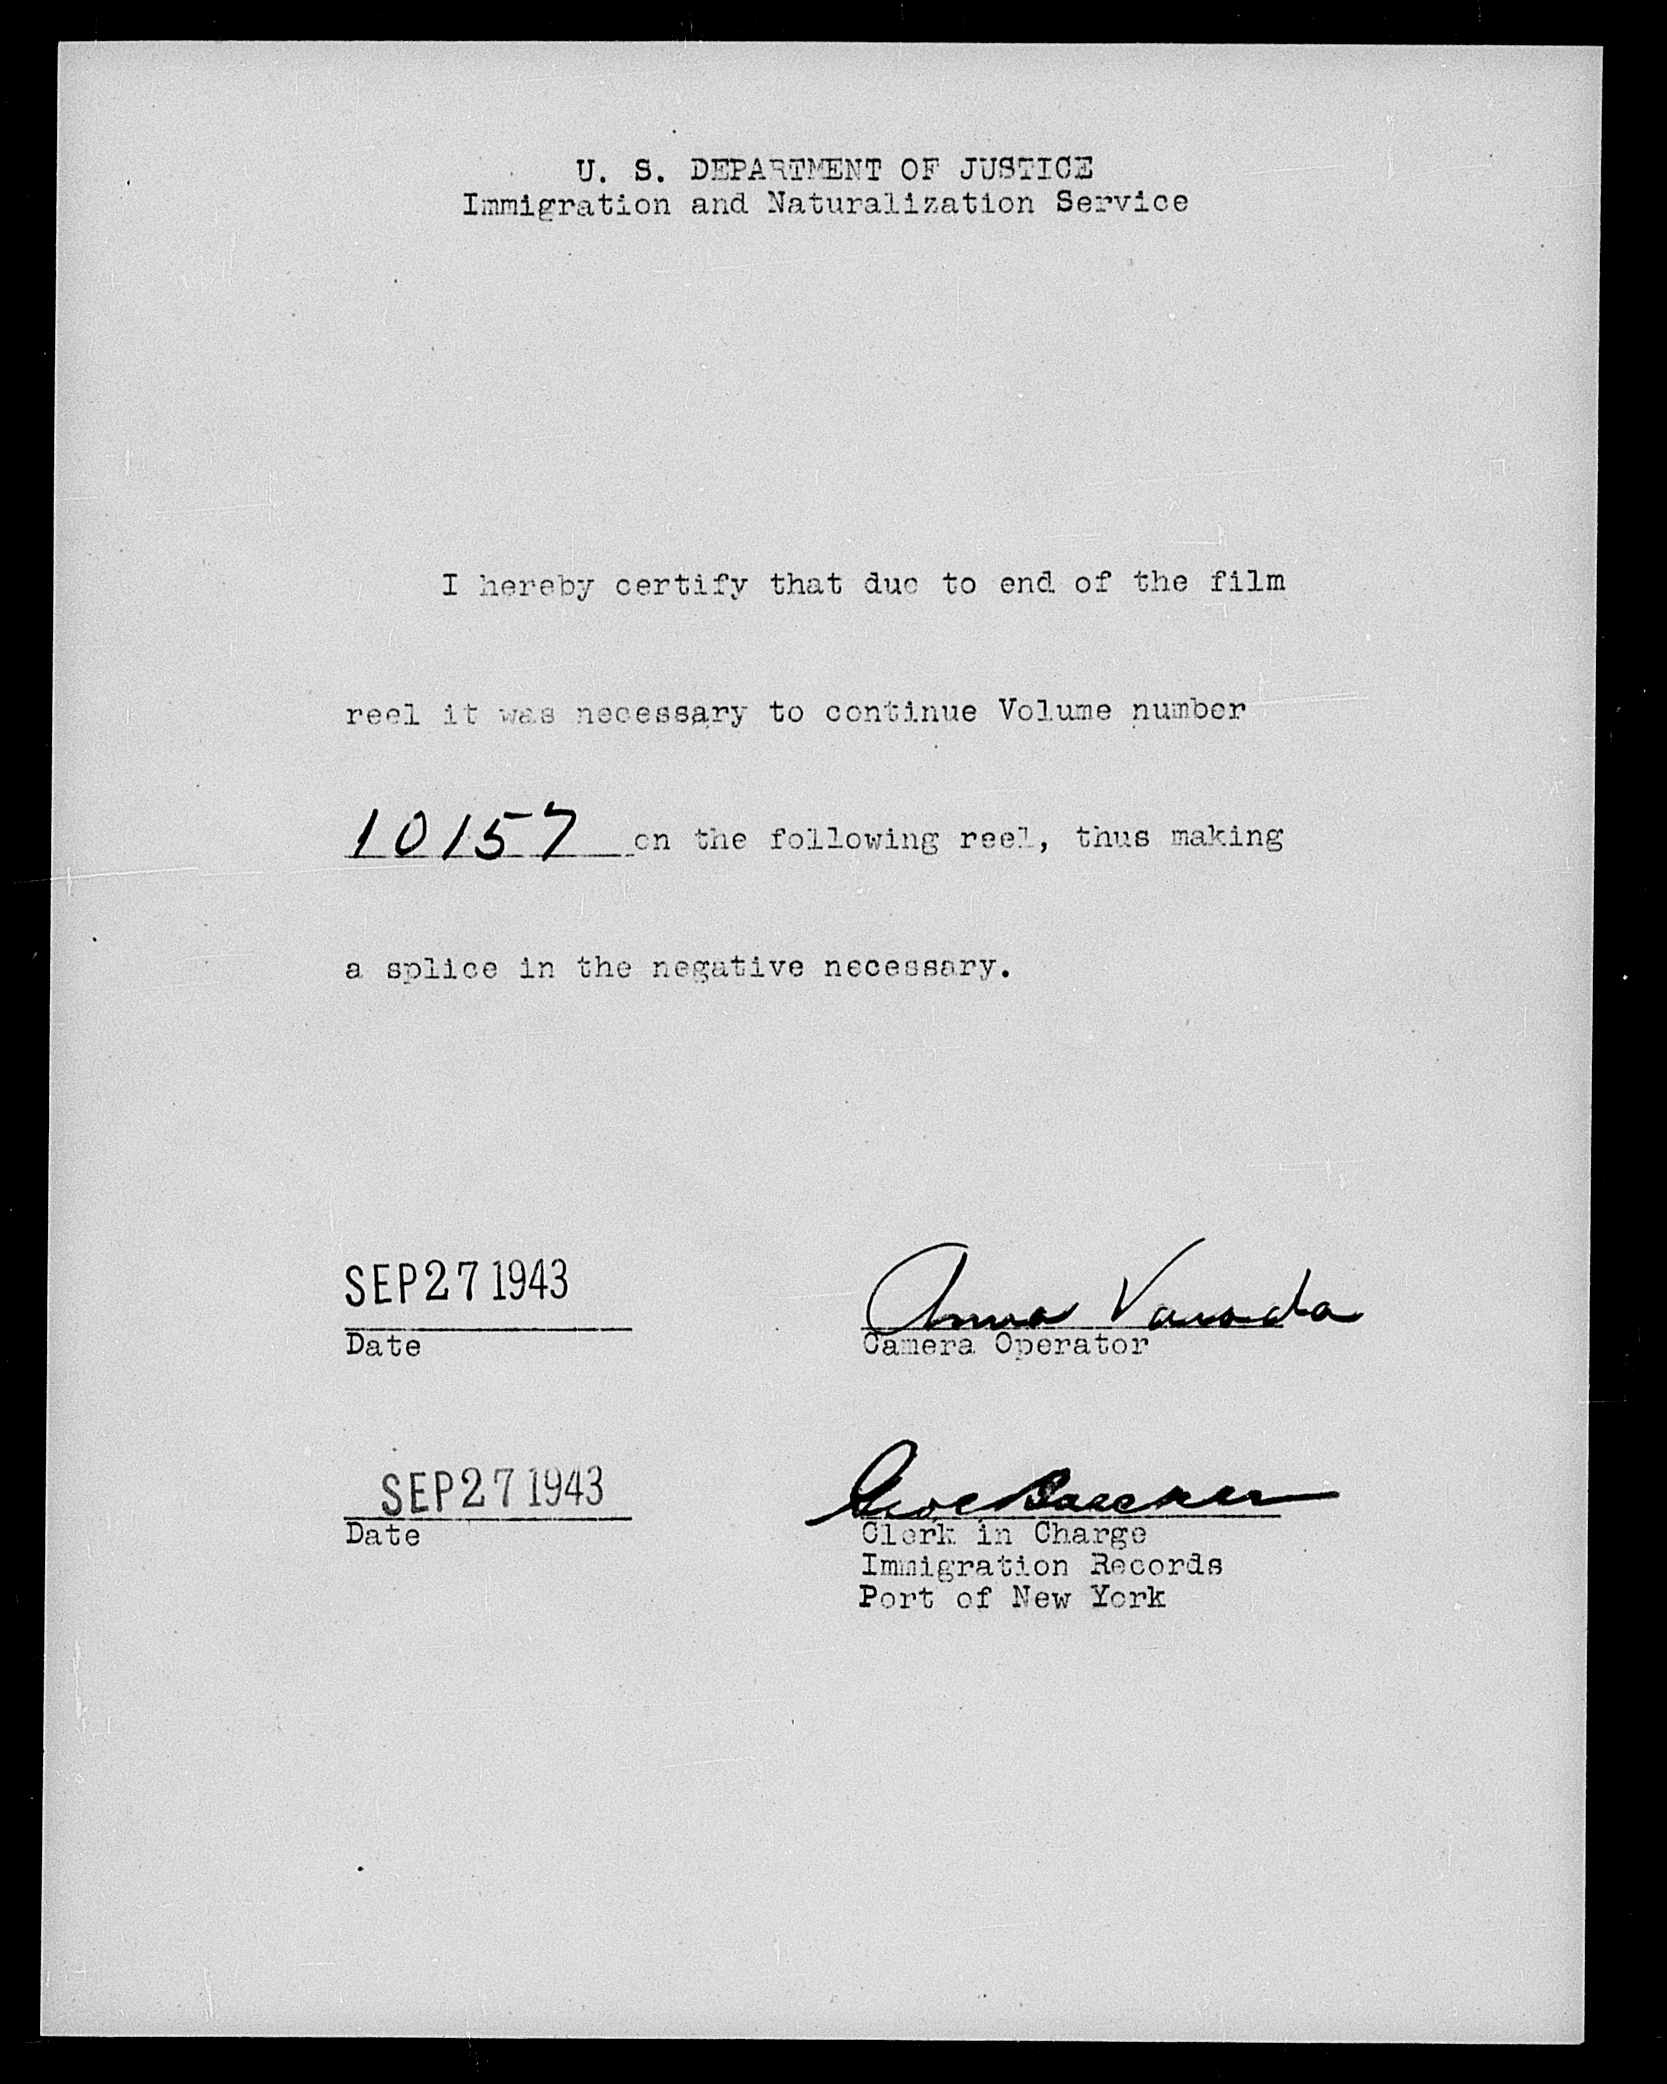 U. S. DEPARTMENT OF JUSTICE
Immigration and Naturalization Service
I hereby certify that due to end of the film
reel it was necessary to continue Volume number
10157 on the following reel, thus making
a splice in the negative necessary.
SEP 27 1943
Date
Anna
Camera Operator
SEP 27 1943
Date
Clerk in Charge
Immigration Records
Port of New York